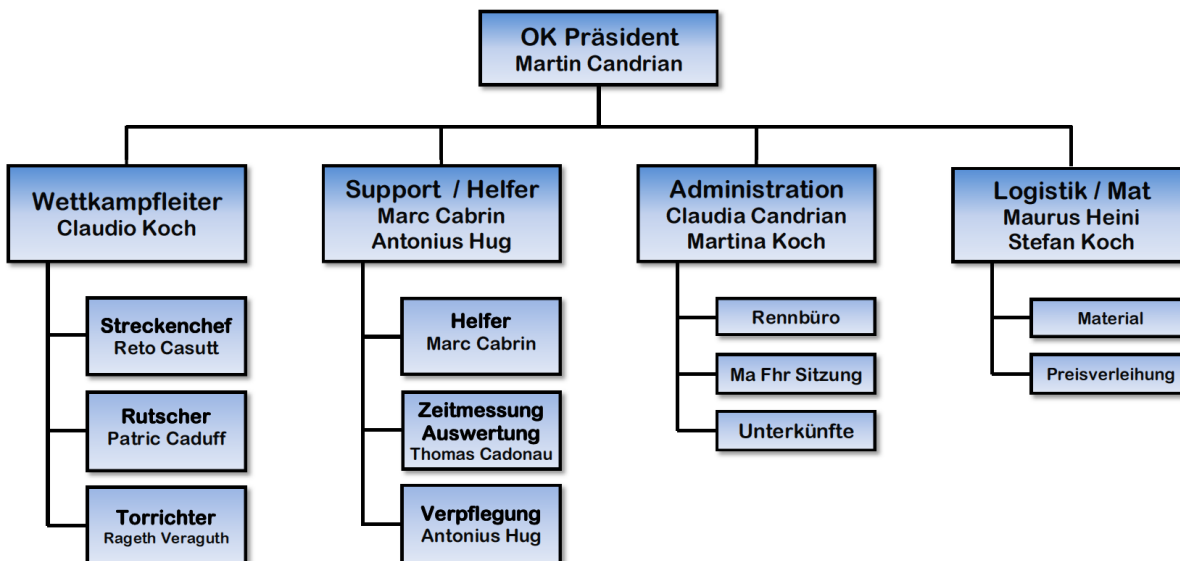 OK Präsident
Martin Candrian
Wettkampfleiter
Claudio Koch
Streckenchef
Reto Casutt
Rutscher
Patric Caduff
Torrichter
Rageth Veraguth
Support / Helfer
Marc Cabrin
Antonius Hug
Helfer
Marc Cabrin
Zeitmessung
Auswertung
Thomas Cadonau
Verpflegung
Antonius Hug
Administration
Claudia Candrian
Martina Koch
Rennbüro
Ma Fhr Sitzung
Unterkünfte
Logistik / Mat
Maurus Heini
Stefan Koch
Material
Preisverleihung